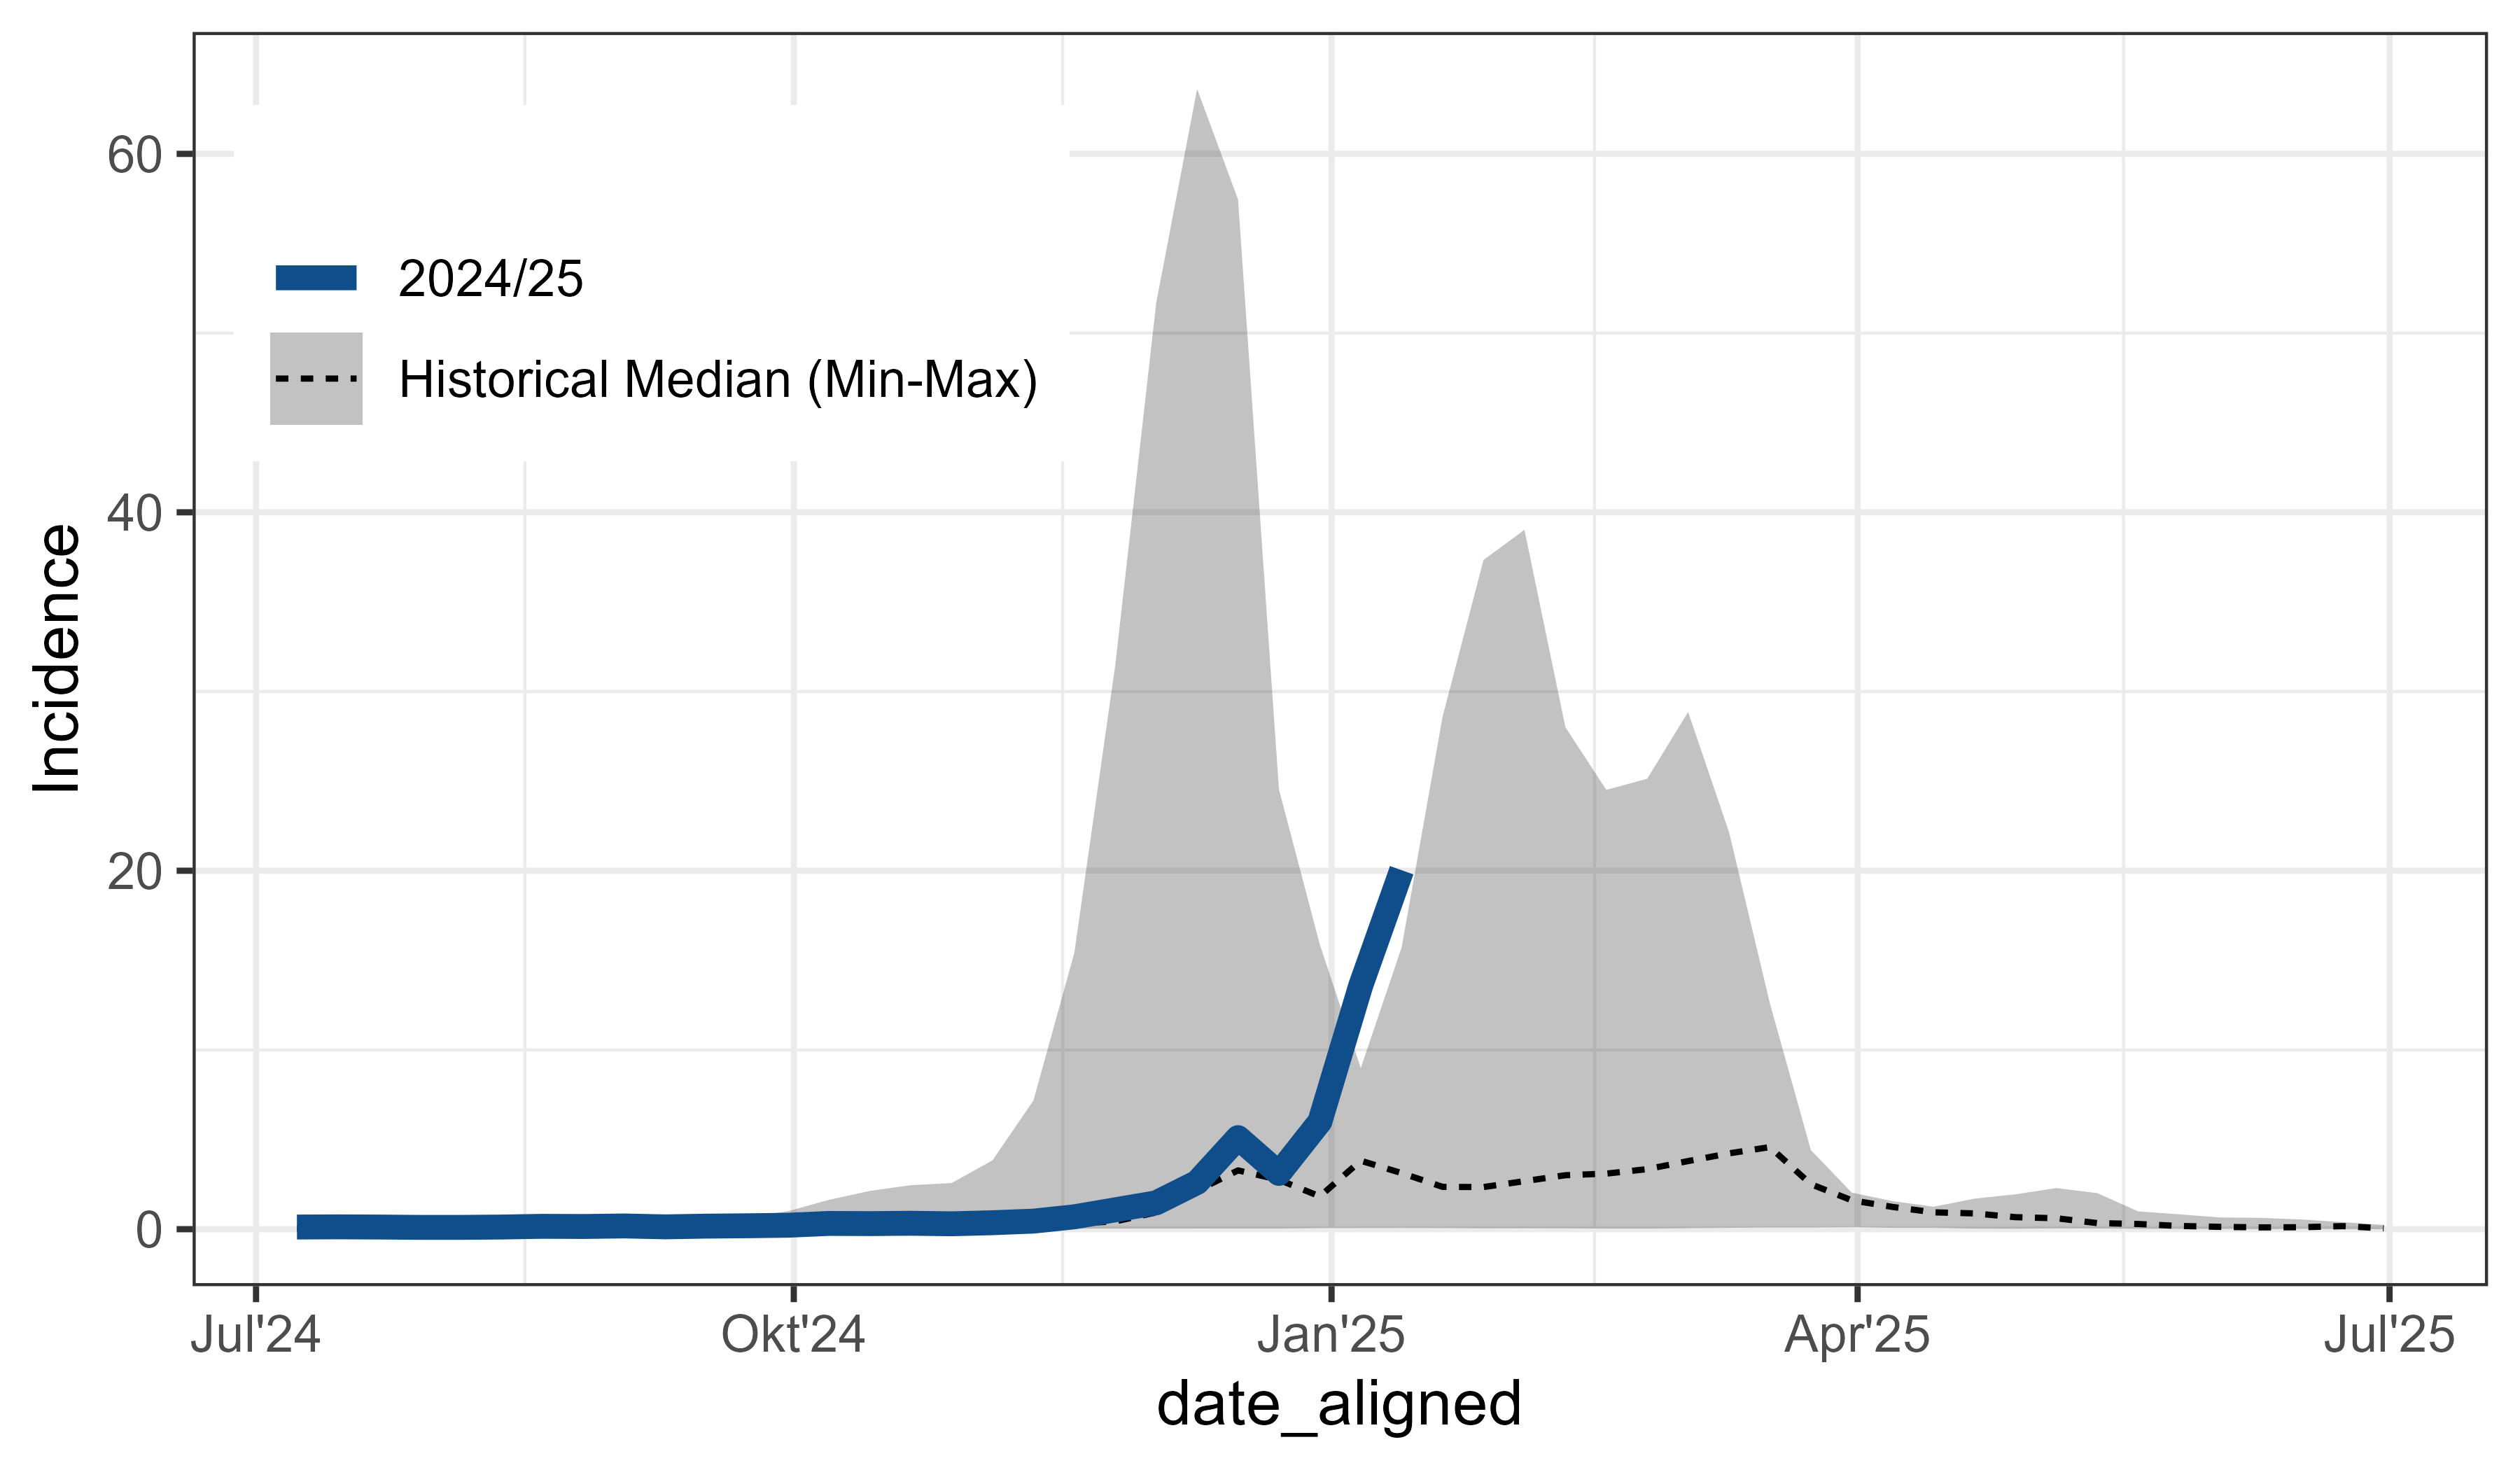 60
40
20
0
Incidence
2024/25
Historical Median (Min-Max)
Jul'24 Okt'24 Jan'25 Apr'25 Jul'25
date_aligned